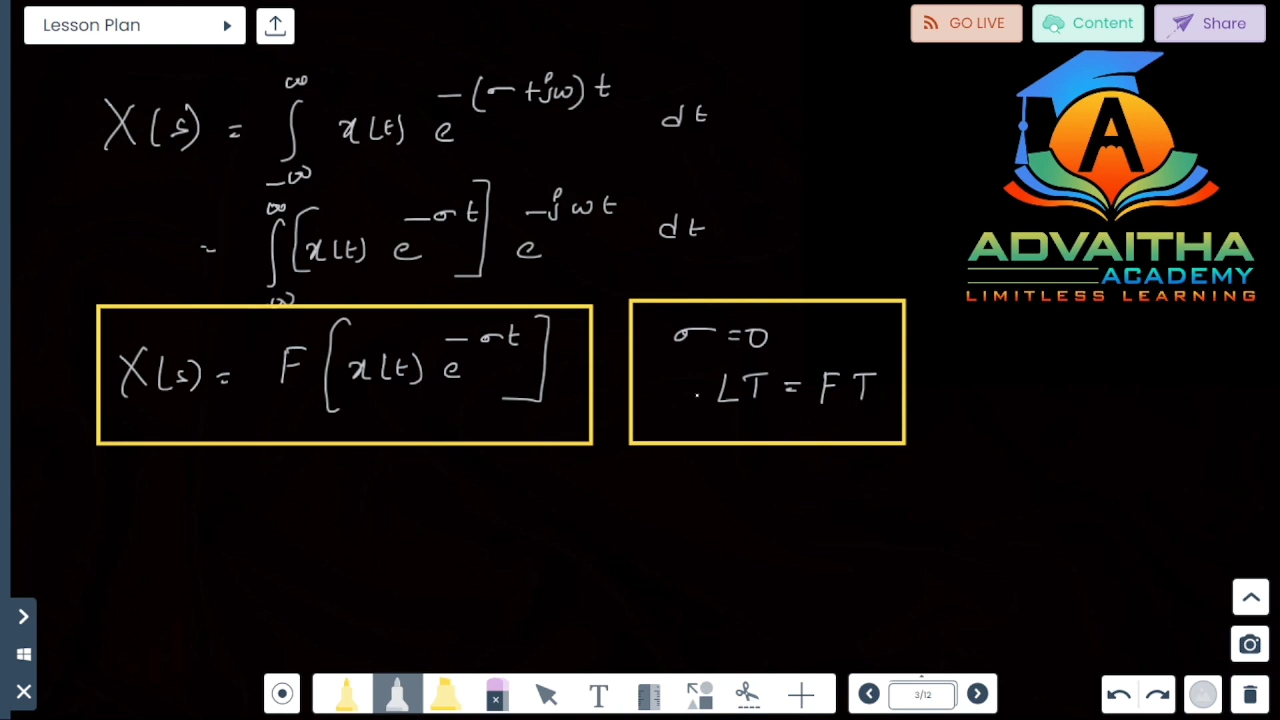 Lesson Plan
GO LIVE
Content
Share
X(s) = ∫_{-∞}^{∞} x(t) e^{-(σ+jω)t} dt
= ∫_{∞}^{∞} [x(t) e^{-σt}] e^{-jωt} dt
X(s) = F[x(t) e^{-σt}]
σ = 0
. LT = FT
A
ADVAITHA
ACADEMY
LIMITLESS LEARNING
T
3/12